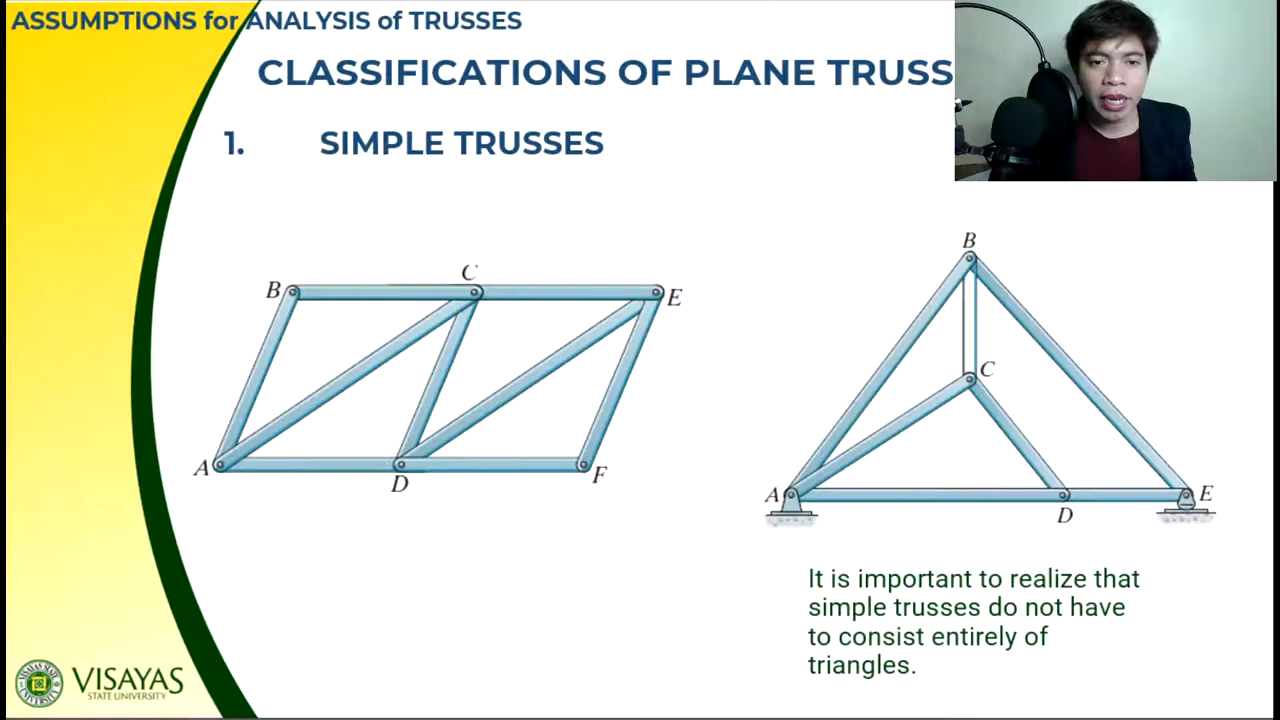 ASSUMPTIONS for ANALYSIS of TRUSSES
CLASSIFICATIONS OF PLANE TRUSS
1. SIMPLE TRUSSES
B
C
E
A
D
F
B
C
A
D
E
It is important to realize that
simple trusses do not have
to consist entirely of
triangles.
VISAYAS
STATE UNIVERSITY